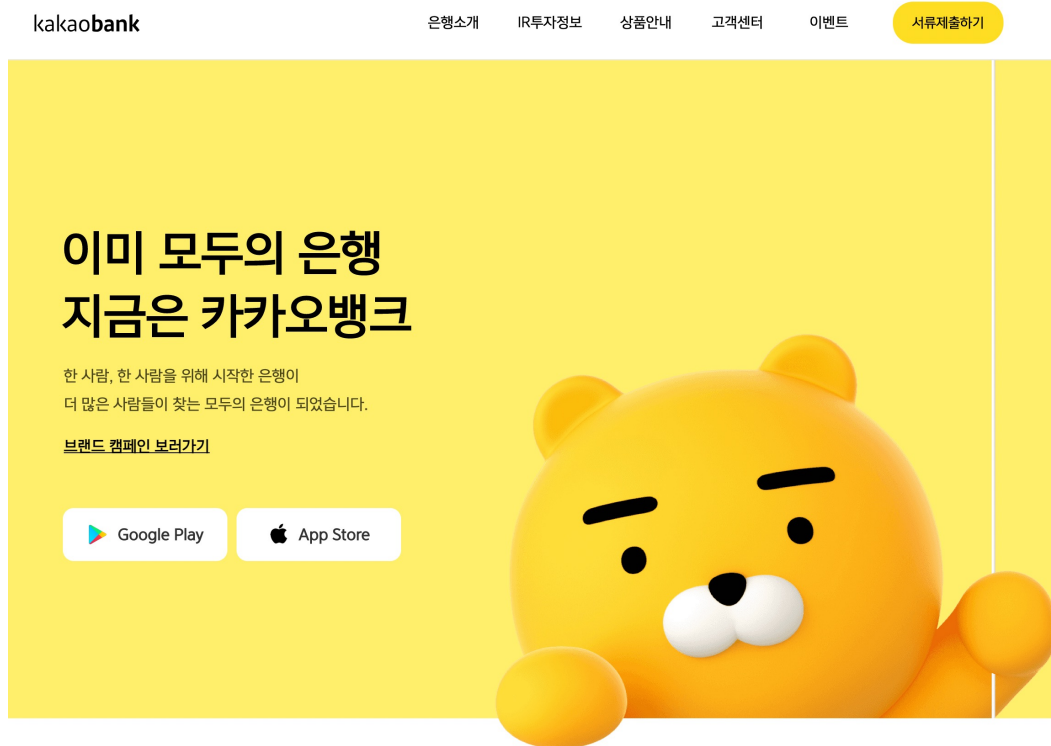 kakaobank
은행소개
IR투자정보
상품안내
고객센터
이벤트
서류제출하기
이미 모두의 은행
지금은 카카오뱅크
한 사람, 한 사람을 위해 시작한 은행이
더 많은 사람들이 찾는 모두의 은행이 되었습니다.
브랜드 캠페인 보러가기
Google Play
App Store